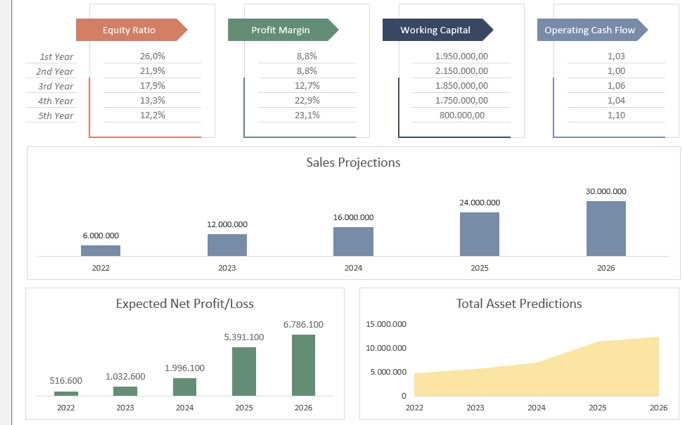 Equity Ratio Profit Margin Working Capital Operating Cash Flow
1st Year 26,0% 8,8% 1.950.000,00 1,03
2nd Year 21,9% 8,8% 2.150.000,00 1,00
3rd Year 17,9% 12,7% 1.850.000,00 1,06
4th Year 13,3% 22,9% 1.750.000,00 1,04
5th Year 12,2% 23,1% 800.000,00 1,10
Sales Projections
6.000.000 12.000.000 16.000.000 24.000.000 30.000.000
2022 2023 2024 2025 2026
Expected Net Profit/Loss
516.600 1.032.600 1.996.100 5.391.100 6.786.100
2022 2023 2024 2025 2026
Total Asset Predictions
15.000.000
10.000.000
5.000.000
0
2022 2023 2024 2025 2026